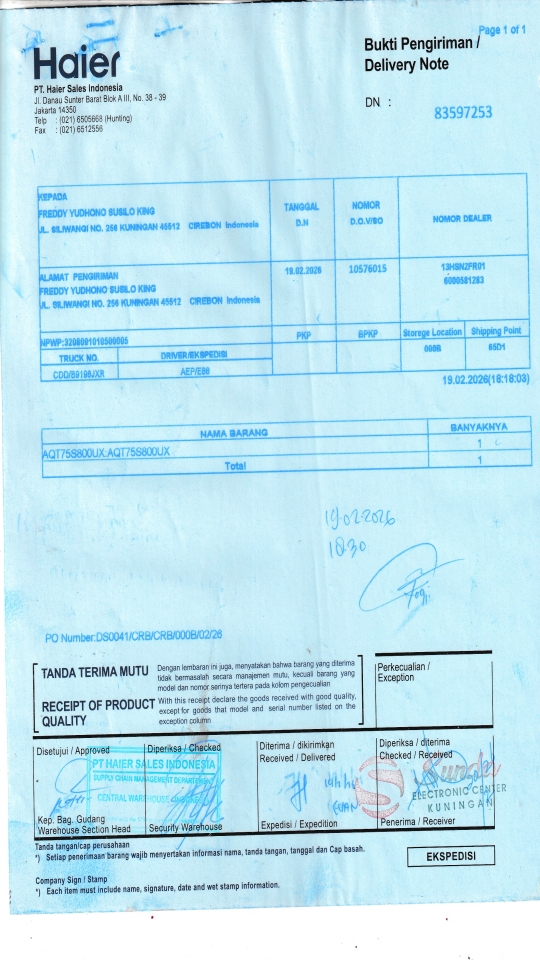 Page 1 of 1
Haier
Bukti Pengiriman /
Delivery Note
PT. Haier Sales Indonesia
Jl. Danau Sunter Barat Blok A III, No. 38 - 39
Jakarta 14350
Telp : (021) 6505668 (Hunting)
Fax : (021) 6512556
DN : 83597253
KEPADA
FREDDY YUDHONO SUSILO KING
JL. SILIWANGI NO. 256 KUNINGAN 45512 CIREBON Indonesia
TANGGAL
D.N
NOMOR
D.O.V/SO
NOMOR DEALER
ALAMAT PENGIRIMAN
FREDDY YUDHONO SUSILO KING
JL. SILIWANGI NO. 256 KUNINGAN 45512 CIREBON Indonesia
19.02.2026
10576015
13HSN2FR01
6000581283
NPWP:3208091010500005
PKP
BPKP
Storege Location
Shipping Point
000B
85D1
TRUCK NO.
DRIVER/EKSPEDISI
CDD/B9198JXR
AEP/E86
19.02.2026(18:18:03)
NAMA BARANG
BANYAKNYA
AQT75S800UX:AQT75S800UX
1
Total
1
19.02.2026
18.30
PO Number:DS0041/CRB/CRB/000B/02/26
TANDA TERIMA MUTU
Dengan lembaran ini juga, menyatakan bahwa barang yang diterima
tidak bermasalah secara manajemen mutu, kecuali barang yang
model dan nomor serinya tertera pada kolom pengecualian
RECEIPT OF PRODUCT
QUALITY
With this receipt declare the goods received with good quality,
except for goods that model and serial number listed on the
exception column
Perkecualian /
Exception
Disetujui / Approved
Diperiksa / Checked
Diterima / dikirimkan
Received / Delivered
Diperiksa / diterima
Checked / Received
PT HAIER SALES INDONESIA
SUPPLY CHAIN MANAGEMENT DEPARTEMENT
CENTRAL WAREHOUSE
ELECTRONIC CENTER
KUNINGAN
Kep. Bag. Gudang
Warehouse Section Head
Security Warehouse
Expedisi / Expedition
Penerima / Receiver
Tanda tangan/cap perusahaan
*) Setiap penerimaan barang wajib menyertakan informasi nama, tanda tangan, tanggal dan Cap basah.
EKSPEDISI
Company Sign / Stamp
*) Each item must include name, signature, date and wet stamp information.